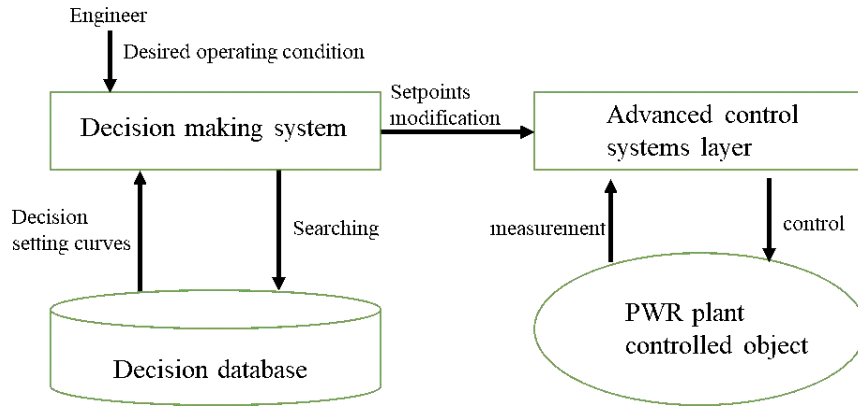 Engineer
Desired operating condition
Decision making system
Setpoints
modification
Advanced control
systems layer
Decision
setting curves
Searching
measurement
control
Decision database
PWR plant
controlled object